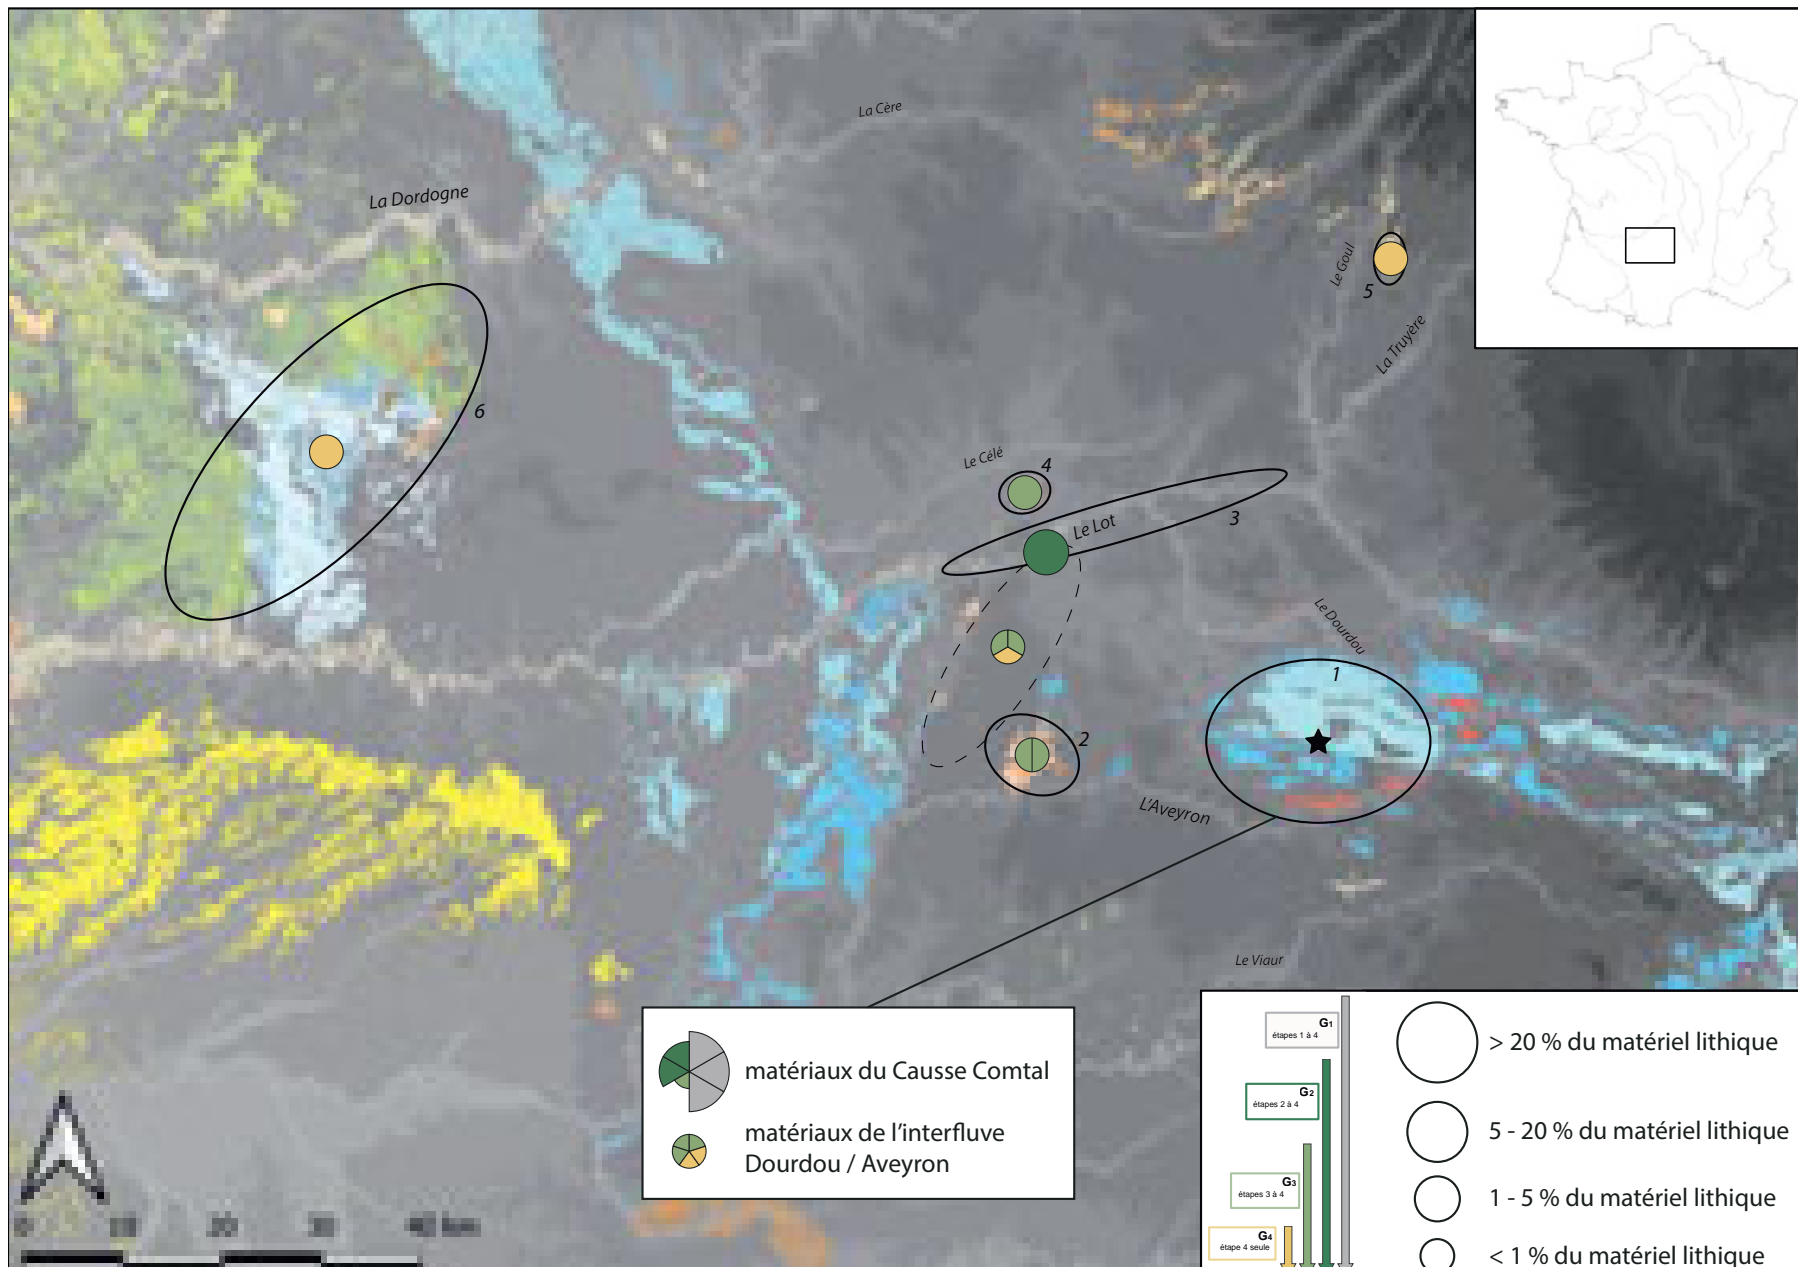 La Cère
La Dordogne
Le Goul
5
La Truyère
6
Le Célé
4
3
Le Lot
Le Dourdou
1
2
L'Aveyron
Le Viaur
matériaux du Causse Comtal
matériaux de l'interfluve
Dourdou / Aveyron
G1
étapes 1 à 4
G2
étapes 2 à 4
G3
étapes 3 à 4
G4
étape 4 seule
> 20 % du matériel lithique
5 - 20 % du matériel lithique
1 - 5 % du matériel lithique
< 1 % du matériel lithique
0 10 20 30 40 km